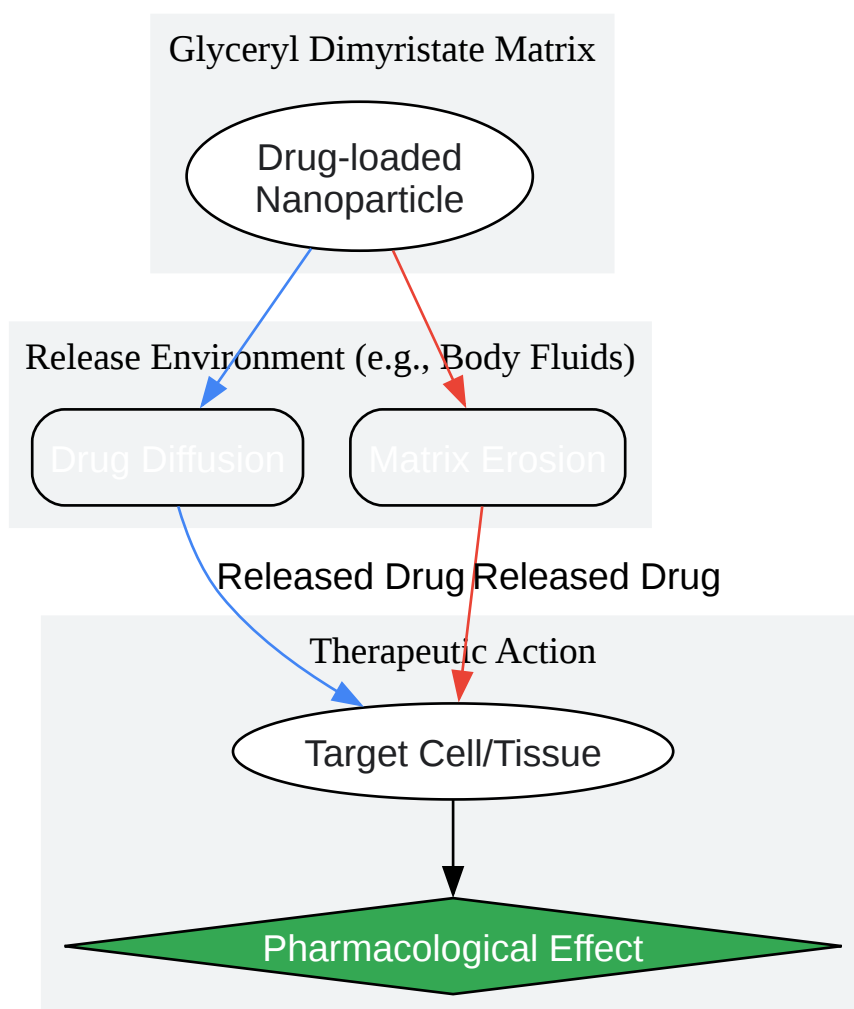 Glyceryl Dimyristate Matrix
Drug-loaded
Nanoparticle
Release Environment (e.g., Body Fluids)
Drug Diffusion
Matrix Erosion
Released Drug
Released Drug
Therapeutic Action
Target Cell/Tissue
Pharmacological Effect